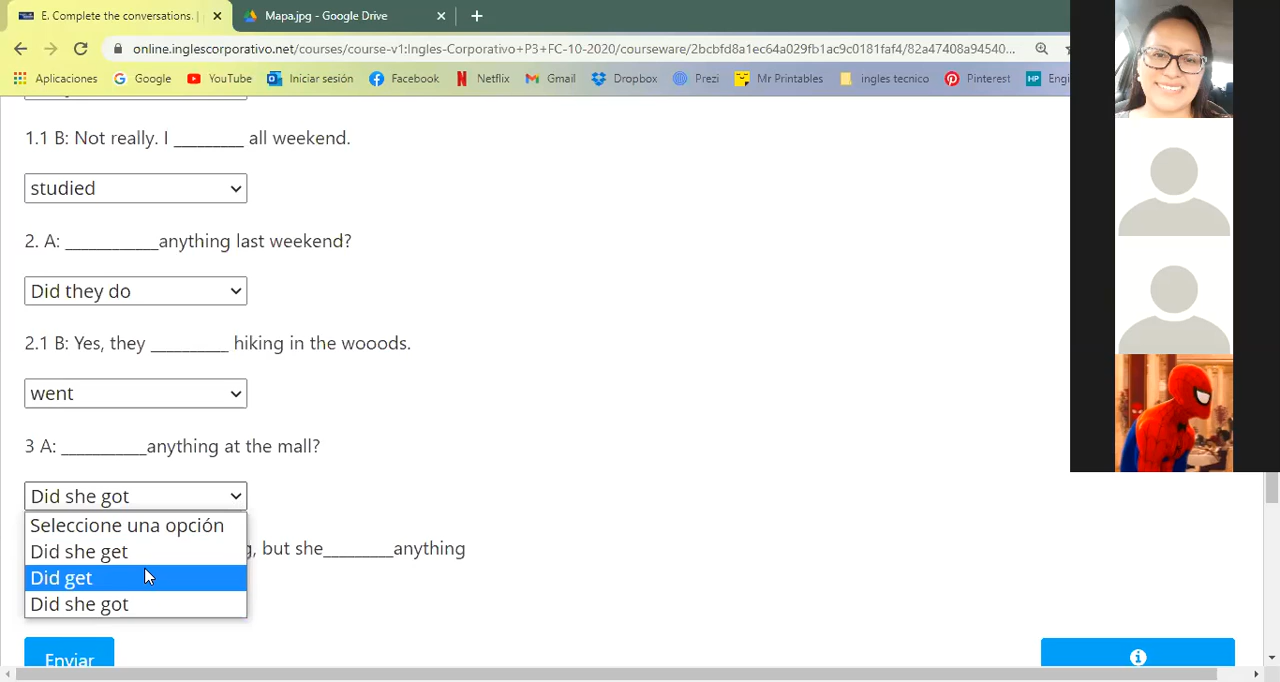 E. Complete the conversations. |
Mapa.jpg - Google Drive
online.inglescorporativo.net/courses/course-v1:Ingles-Corporativo+P3+FC-10-2020/courseware/2bcbfd8a1ec64a029fb1ac9c0181faf4/82a47408a94540...
Aplicaciones Google YouTube Iniciar sesión Facebook Netflix Gmail Dropbox Prezi Mr Printables ingles tecnico Pinterest HP Engi
1.1 B: Not really. I ________ all weekend.
studied
2. A: ___________anything last weekend?
Did they do
2.1 B: Yes, they _________ hiking in the wooods.
went
3 A: __________anything at the mall?
Did she got
Seleccione una opción
Did she get
, but she________anything
Did get
Did she got
Enviar